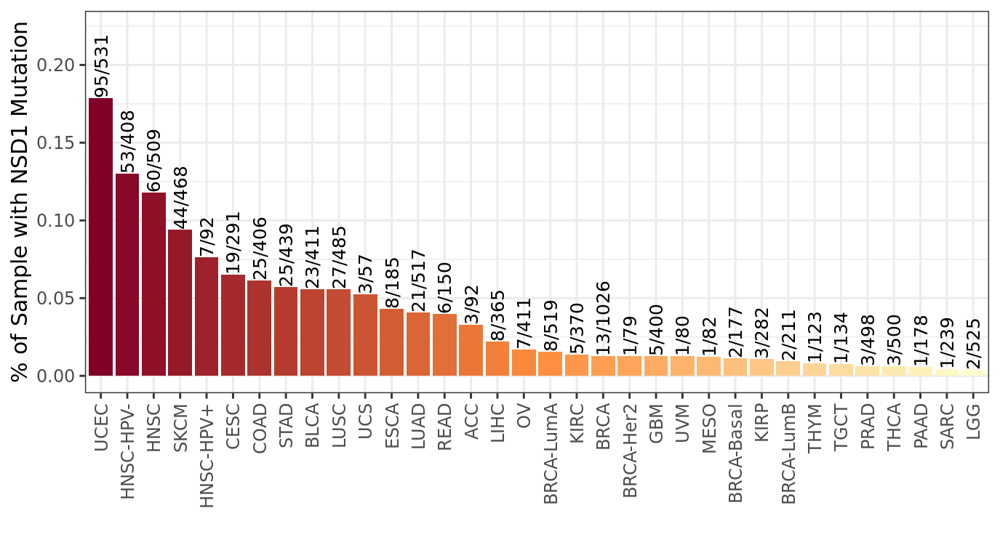 % of Sample with NSD1 Mutation
0.20
0.15
0.10
0.05
0.00
95/531
53/408
60/509
44/468
7/92
19/291
25/406
25/439
23/411
27/485
3/57
8/185
21/517
6/150
3/92
8/365
7/411
8/519
5/370
13/1026
1/79
5/400
1/80
1/82
2/177
3/282
2/211
1/123
1/134
3/498
3/500
1/178
1/239
2/525
UCEC
HNSC-HPV-
HNSC
SKCM
HNSC-HPV+
CESC
COAD
STAD
BLCA
LUSC
UCS
ESCA
LUAD
READ
ACC
LIHC
OV
BRCA-LumA
KIRC
BRCA
BRCA-Her2
GBM
UVM
MESO
BRCA-Basal
KIRP
BRCA-LumB
THYM
TGCT
PRAD
THCA
PAAD
SARC
LGG